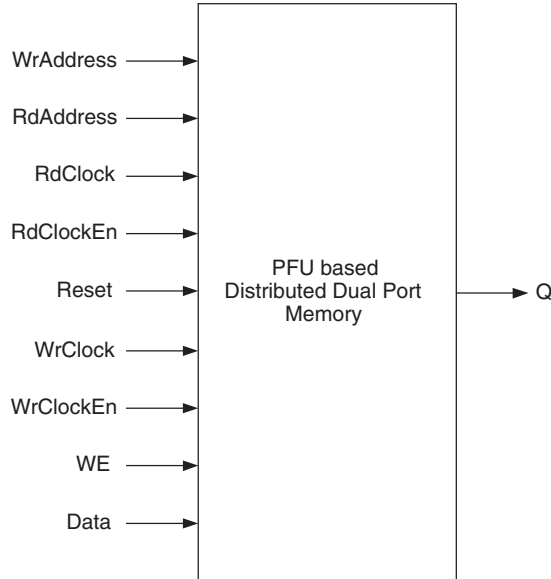 WrAddress
RdAddress
RdClock
RdClockEn
Reset
WrClock
WrClockEn
WE
Data
PFU based
Distributed Dual Port
Memory
Q